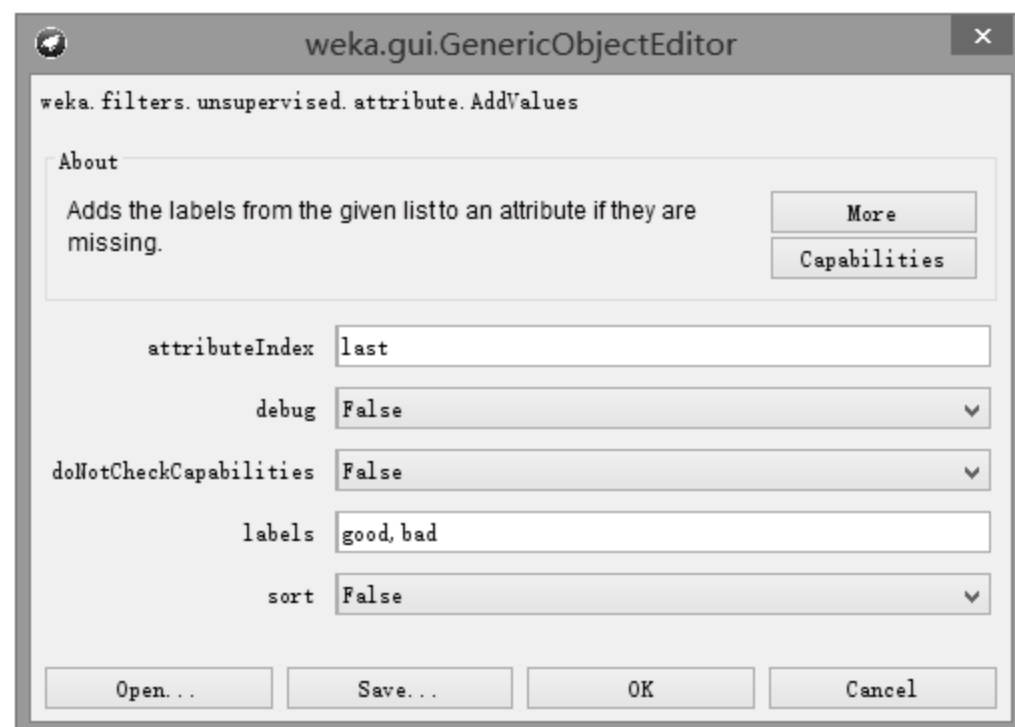 weka.gui.GenericObjectEditor
×
weka.filters.unsupervised.attribute.AddValues
About
Adds the labels from the given list to an attribute if they are
missing.
More
Capabilities
attributeIndex last
debug False
doNotCheckCapabilities False
labels good,bad
sort False
Open... Save... OK Cancel